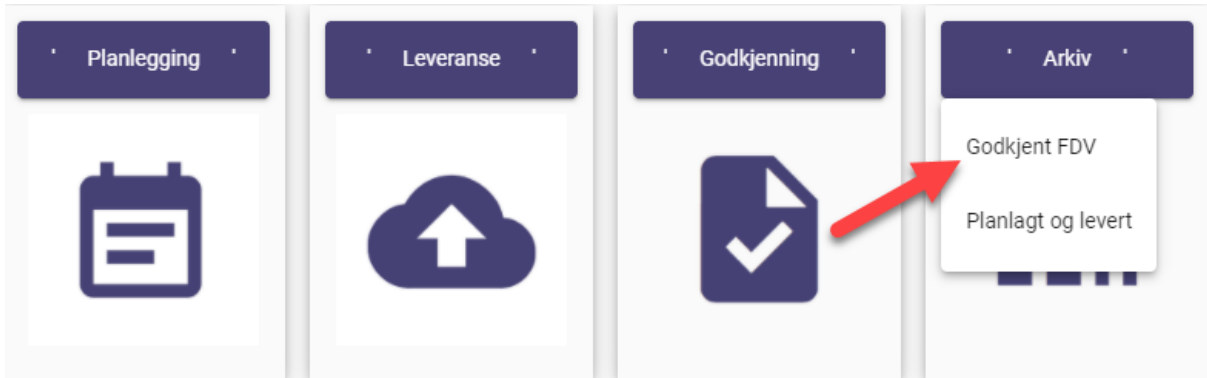 Planlegging
Leveranse
Godkjenning
Arkiv
Godkjent FDV
Planlagt og levert